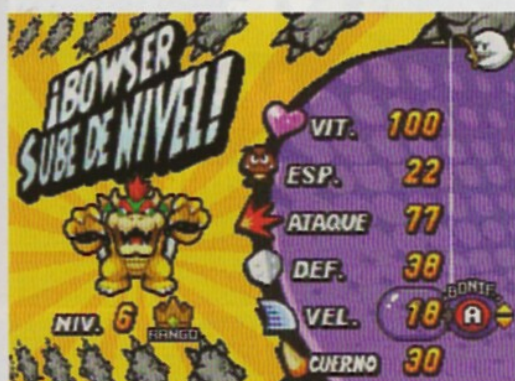 ¡BOWSER
SUBE DE NIVEL!
NIV. 6
RANGO
VIT. 100
ESP. 22
ATAQUE 77
DEF. 38
VEL. 18
BONIF.
A
CUERNO 30